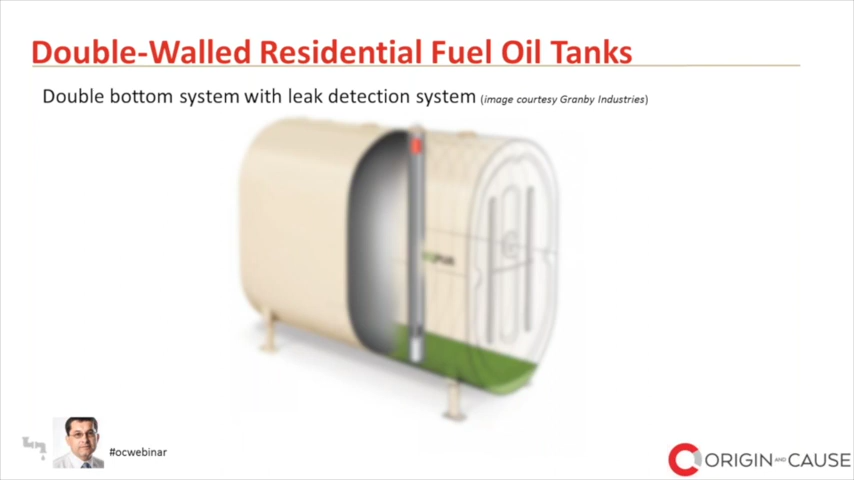 Double-Walled Residential Fuel Oil Tanks
Double bottom system with leak detection system (image courtesy Granby Industries)
#ocwebinar
ORIGIN AND CAUSE